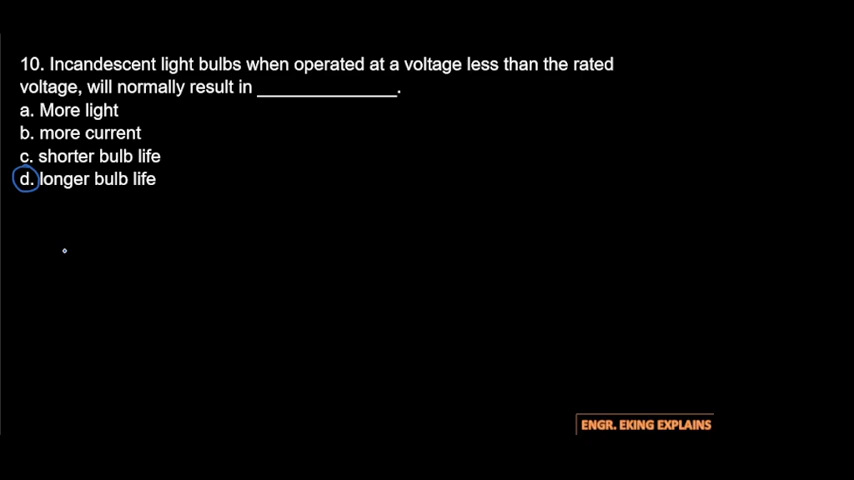 10. Incandescent light bulbs when operated at a voltage less than the rated
voltage, will normally result in _______________.
a. More light
b. more current
c. shorter bulb life
d. longer bulb life
ENGR. EKING EXPLAINS